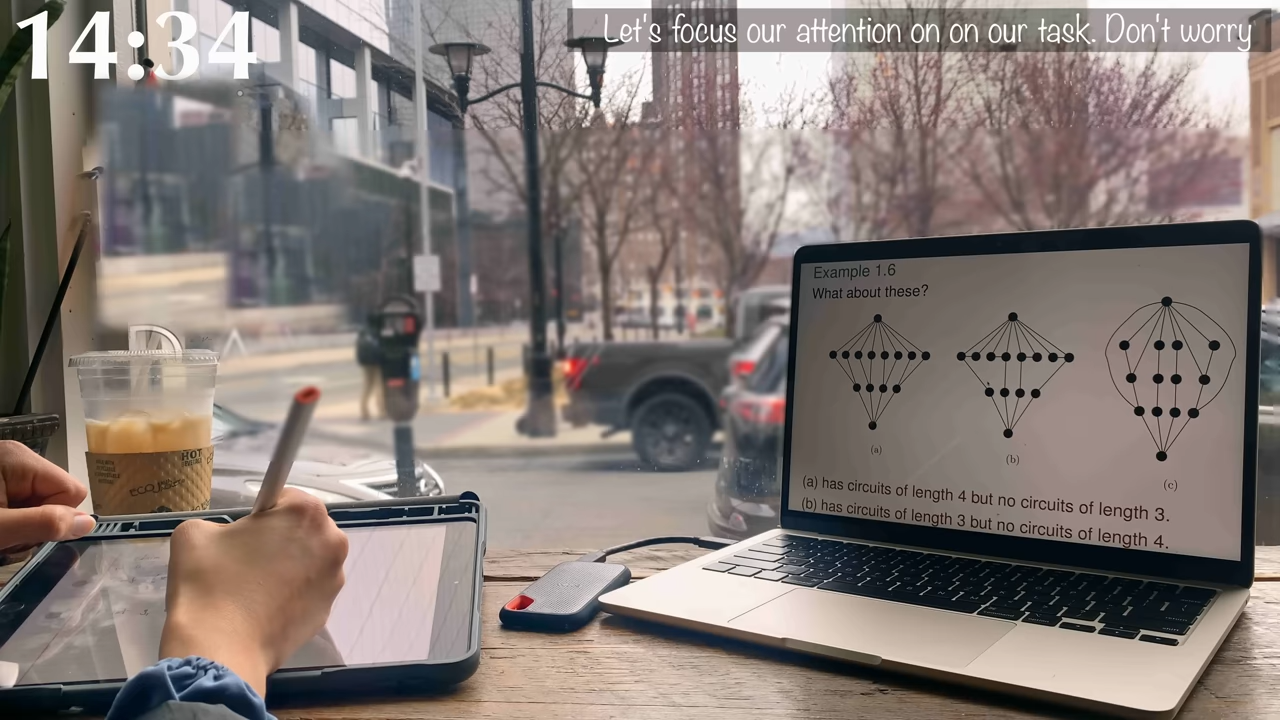 14:34
Let's focus our attention on on our task. Don't worry
Example 1.6
What about these?
(a)
(b)
(c)
(a) has circuits of length 4 but no circuits of length 3.
(b) has circuits of length 3 but no circuits of length 4.
HOT
ECO